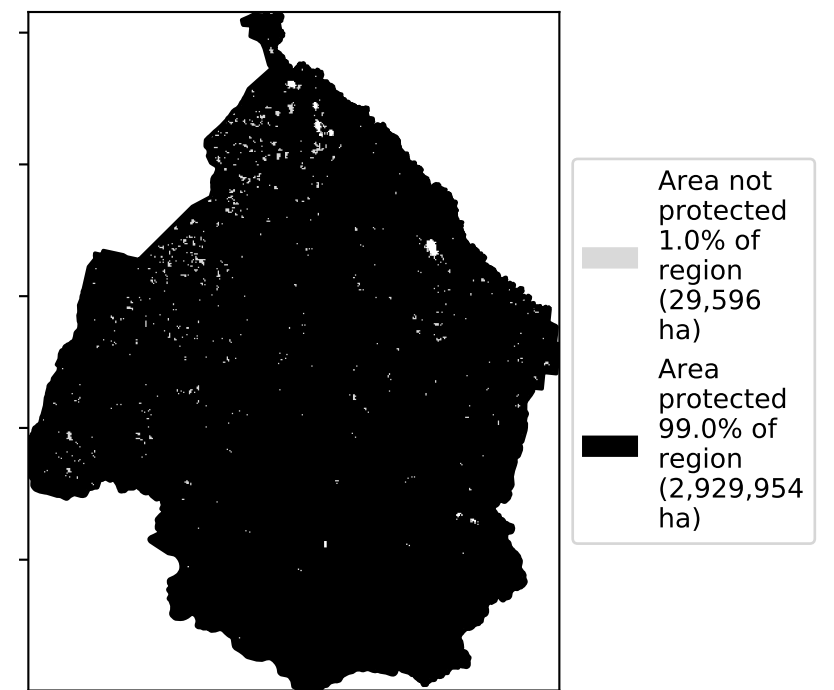 Area not
protected
1.0% of
region
(29,596
ha)
Area
protected
99.0% of
region
(2,929,954
ha)